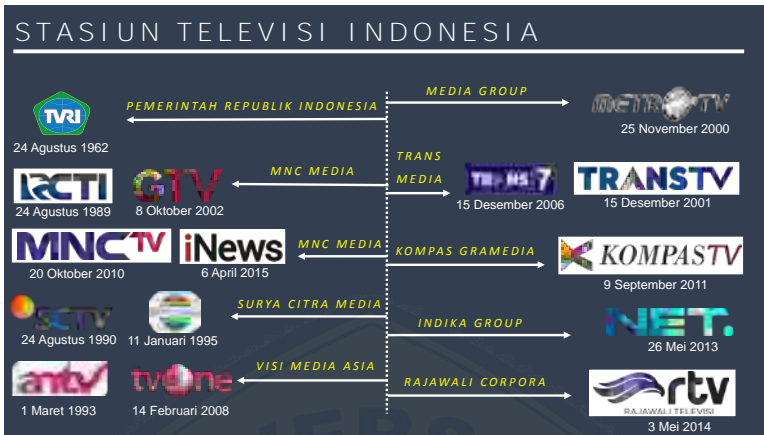 STASIUN TELEVISI INDONESIA
TVRI
PEMERINTAH REPUBLIK INDONESIA
24 Agustus 1962
MEDIA GROUP
METRO TV
25 November 2000
RCTI
24 Agustus 1989
GTV
8 Oktober 2002
MNC MEDIA
TRANS
MEDIA
TRANS 7
15 Desember 2006
TRANSTV
15 Desember 2001
MNCTV
20 Oktober 2010
iNews
6 April 2015
MNC MEDIA
KOMPAS GRAMEDIA
KOMPASTV
9 September 2011
SCTV
24 Agustus 1990
11 Januari 1995
SURYA CITRA MEDIA
INDIKA GROUP
NET.
26 Mei 2013
antv
1 Maret 1993
tvOne
14 Februari 2008
VISI MEDIA ASIA
RAJAWALI CORPORA
rtv
RAJAWALI TELEVISI
3 Mei 2014